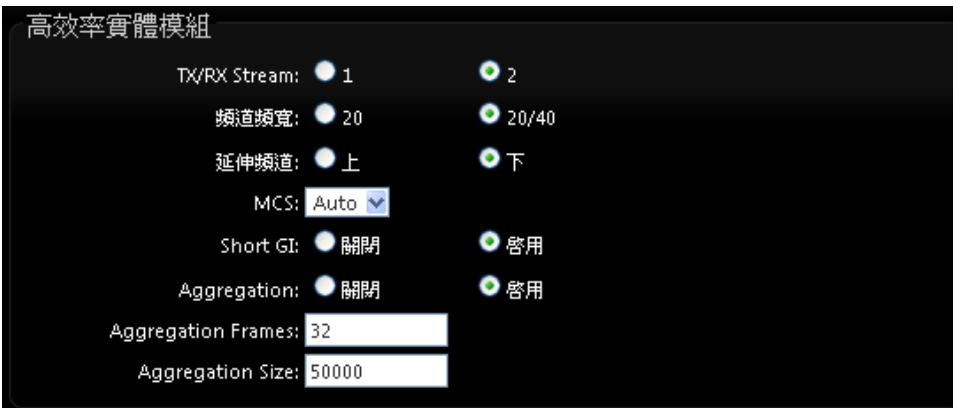 高效率實體模組
TX/RX Stream: 1 2
頻道頻寬: 20 20/40
延伸頻道: 上 下
MCS: Auto
Short GI: 關閉 啓用
Aggregation: 關閉 啓用
Aggregation Frames: 32
Aggregation Size: 50000